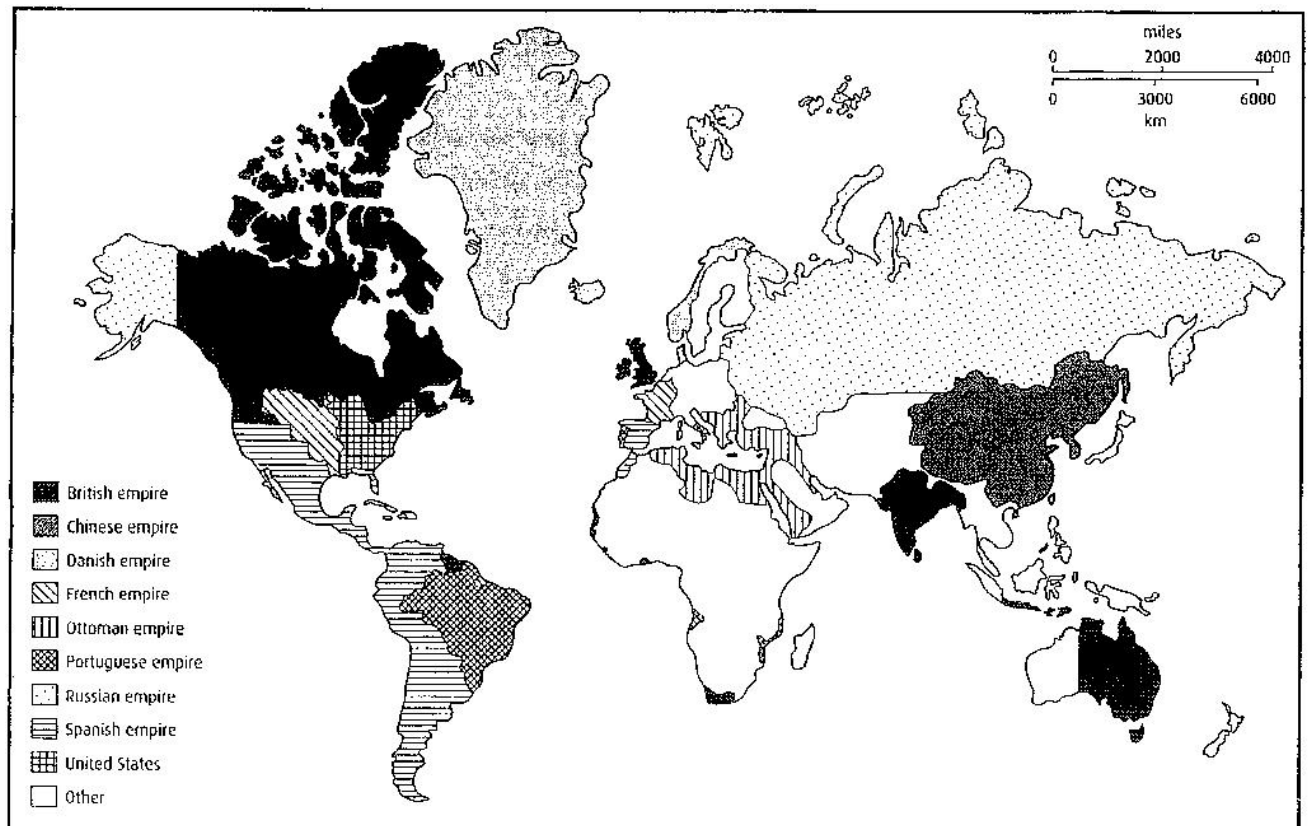 miles
0 2000 4000
0 3000 6000
km
British empire
Chinese empire
Danish empire
French empire
Ottoman empire
Portuguese empire
Russian empire
Spanish empire
United States
Other